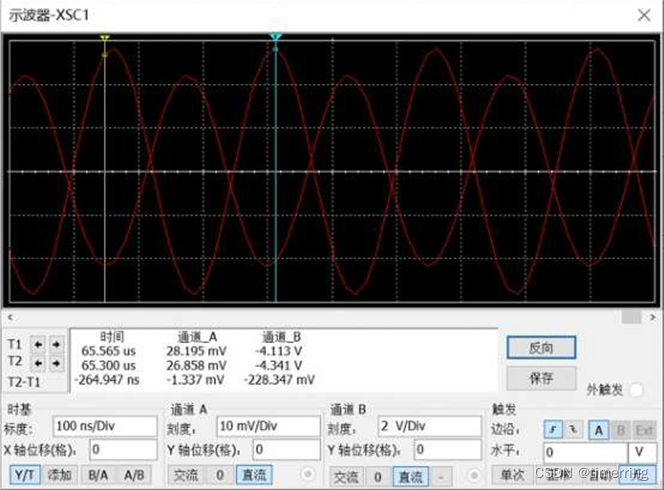 示波器-XSC1
时间 通道_A 通道_B
T1 65.565 us 28.195 mV -4.113 V
T2 65.300 us 26.858 mV -4.341 V
T2-T1 -264.947 ns -1.337 mV -228.347 mV
反向
保存
外触发
时基 通道 A 通道 B 触发
标度: 100 ns/Div 刻度: 10 mV/Div 刻度: 2 V/Div 边沿: A B Ext
X 轴位移(格): 0 Y 轴位移(格): 0 Y 轴位移(格): 0 水平: 0 V
Y/T 添加 B/A A/B 交流 0 直流 交流 0 直流 - 单次
CSDN @timerring